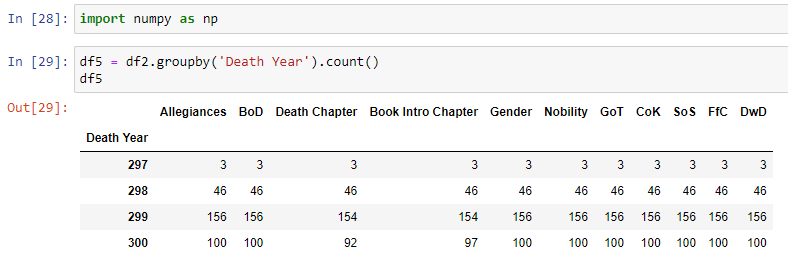 In [28]: import numpy as np
In [29]: df5 = df2.groupby('Death Year').count()
df5
Out[29]:
Allegiances BoD Death Chapter Book Intro Chapter Gender Nobility GoT CoK SoS FfC DwD
Death Year
297 3 3 3 3 3 3 3 3 3 3 3
298 46 46 46 46 46 46 46 46 46 46 46
299 156 156 154 154 156 156 156 156 156 156 156
300 100 100 92 97 100 100 100 100 100 100 100